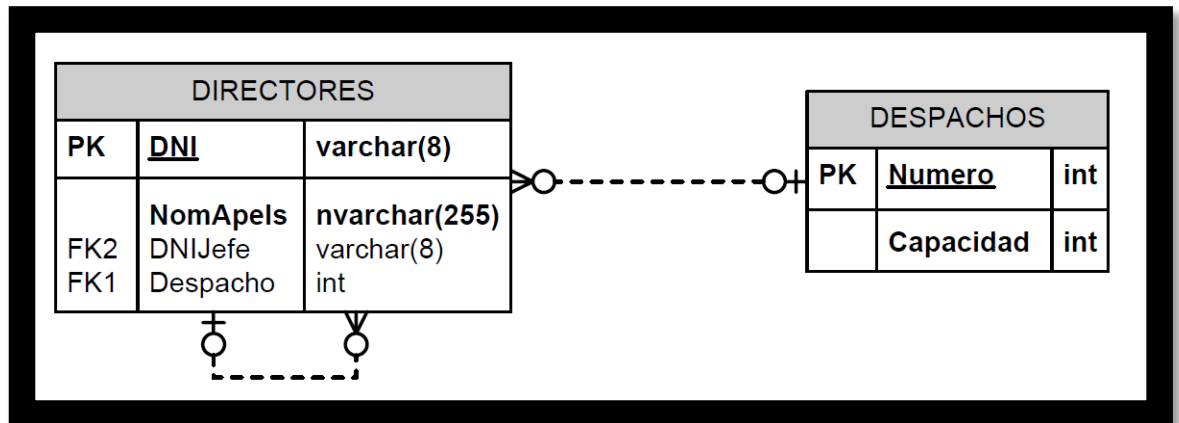 DIRECTORES
PK DNI varchar(8)
NomApels nvarchar(255)
FK2 DNIJefe varchar(8)
FK1 Despacho int
DESPACHOS
PK Numero int
Capacidad int